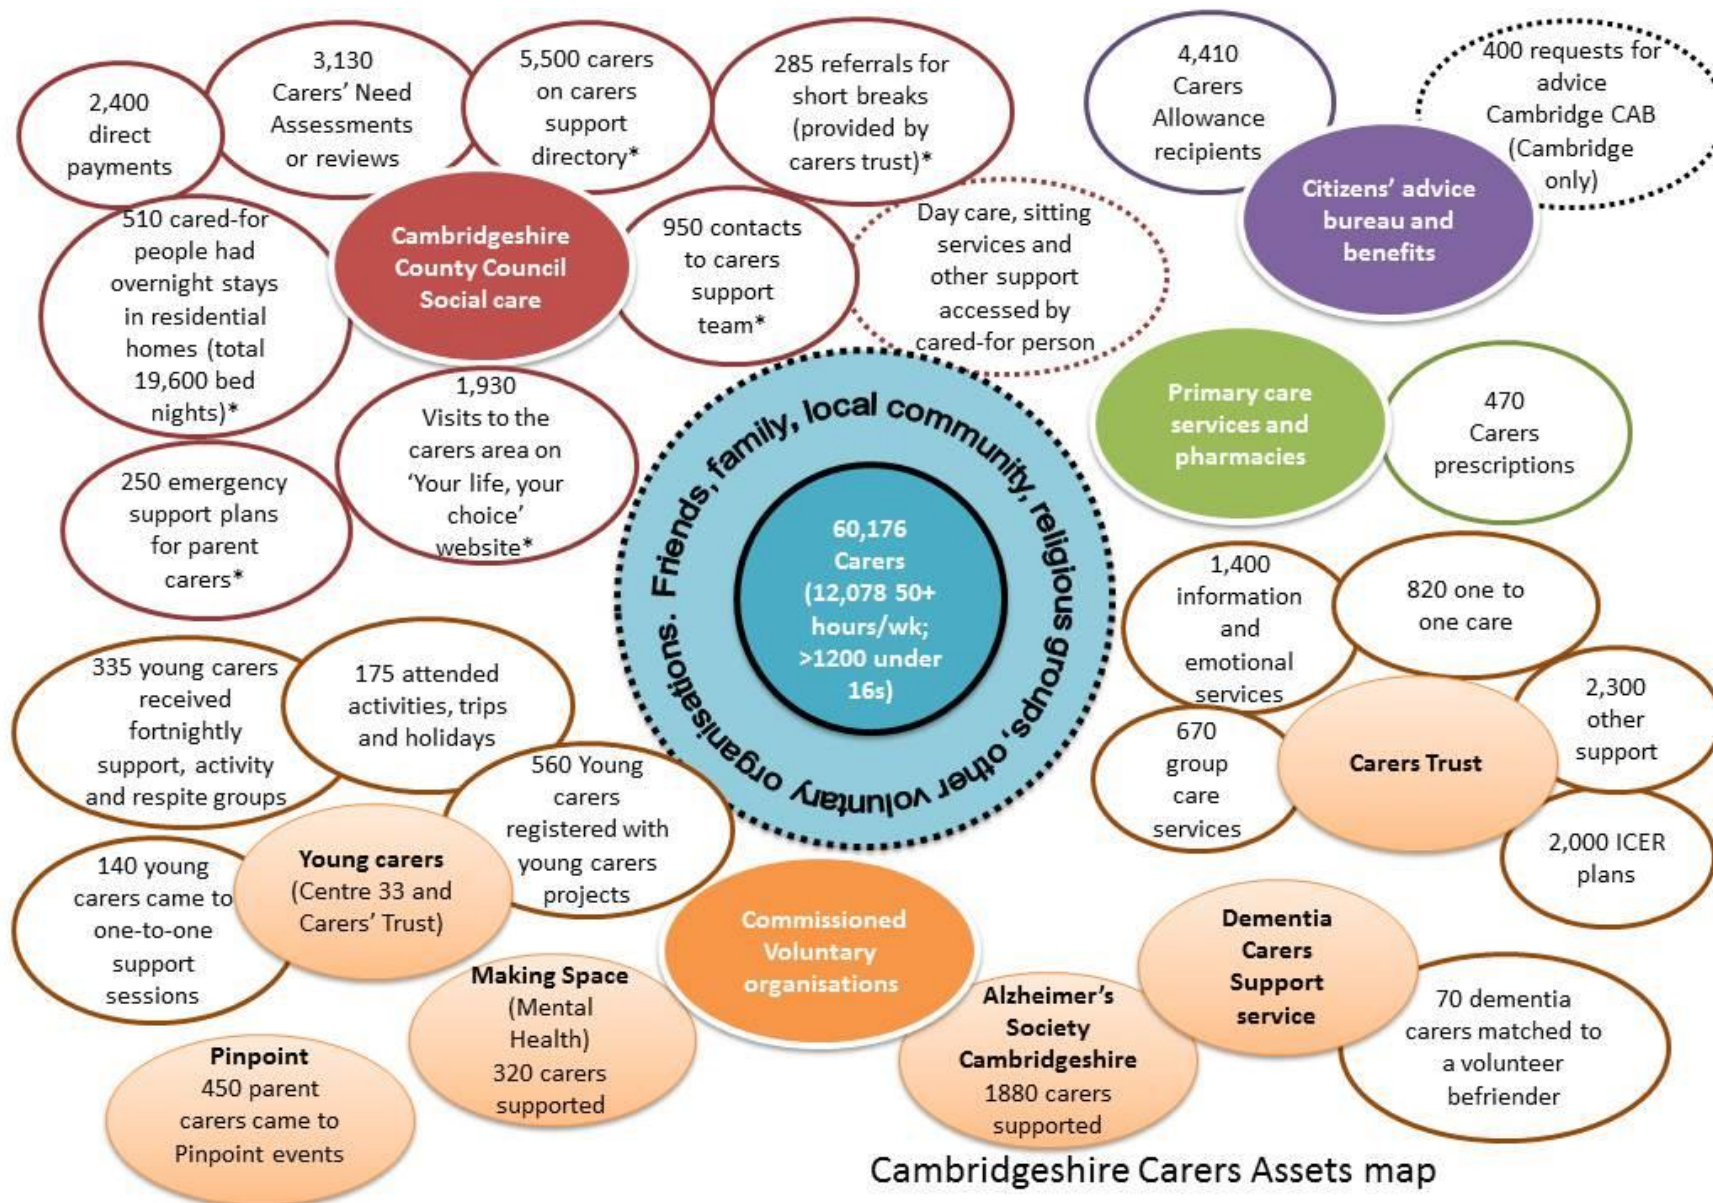 2,400
direct
payments
3,130
Carers' Need
Assessments
or reviews
5,500 carers
on carers
support
directory*
285 referrals for
short breaks
(provided by
carers trust)*
4,410
Carers
Allowance
recipients
400 requests for
advice
Cambridge CAB
(Cambridge
only)
Citizens' advice
bureau and
benefits
510 cared-for
people had
overnight stays
in residential
homes (total
19,600 bed
nights)*
Cambridgeshire
County Council
Social care
950 contacts
to carers
support
team*
Day care, sitting
services and
other support
accessed by
cared-for person
1,930
Visits to the
carers area on
'Your life, your
choice'
website*
250 emergency
support plans
for parent
carers*
Primary care
services and
pharmacies
470
Carers
prescriptions
Friends, family, local community, religious groups, other voluntary organisations.
60,176
Carers
(12,078 50+
hours/wk;
>1200 under
16s)
1,400
information
and
emotional
services
820 one to
one care
2,300
other
support
670
group
care
services
Carers Trust
2,000 ICER
plans
335 young carers
received
fortnightly
support, activity
and respite groups
175 attended
activities, trips
and holidays
560 Young
carers
registered with
young carers
projects
140 young
carers came to
one-to-one
support
sessions
Young carers
(Centre 33 and
Carers' Trust)
Commissioned
Voluntary
organisations
Making Space
(Mental
Health)
320 carers
supported
Pinpoint
450 parent
carers came to
Pinpoint events
Alzheimer's
Society
Cambridgeshire
1880 carers
supported
Dementia
Carers
Support
service
70 dementia
carers matched to
a volunteer
befriender
Cambridgeshire Carers Assets map